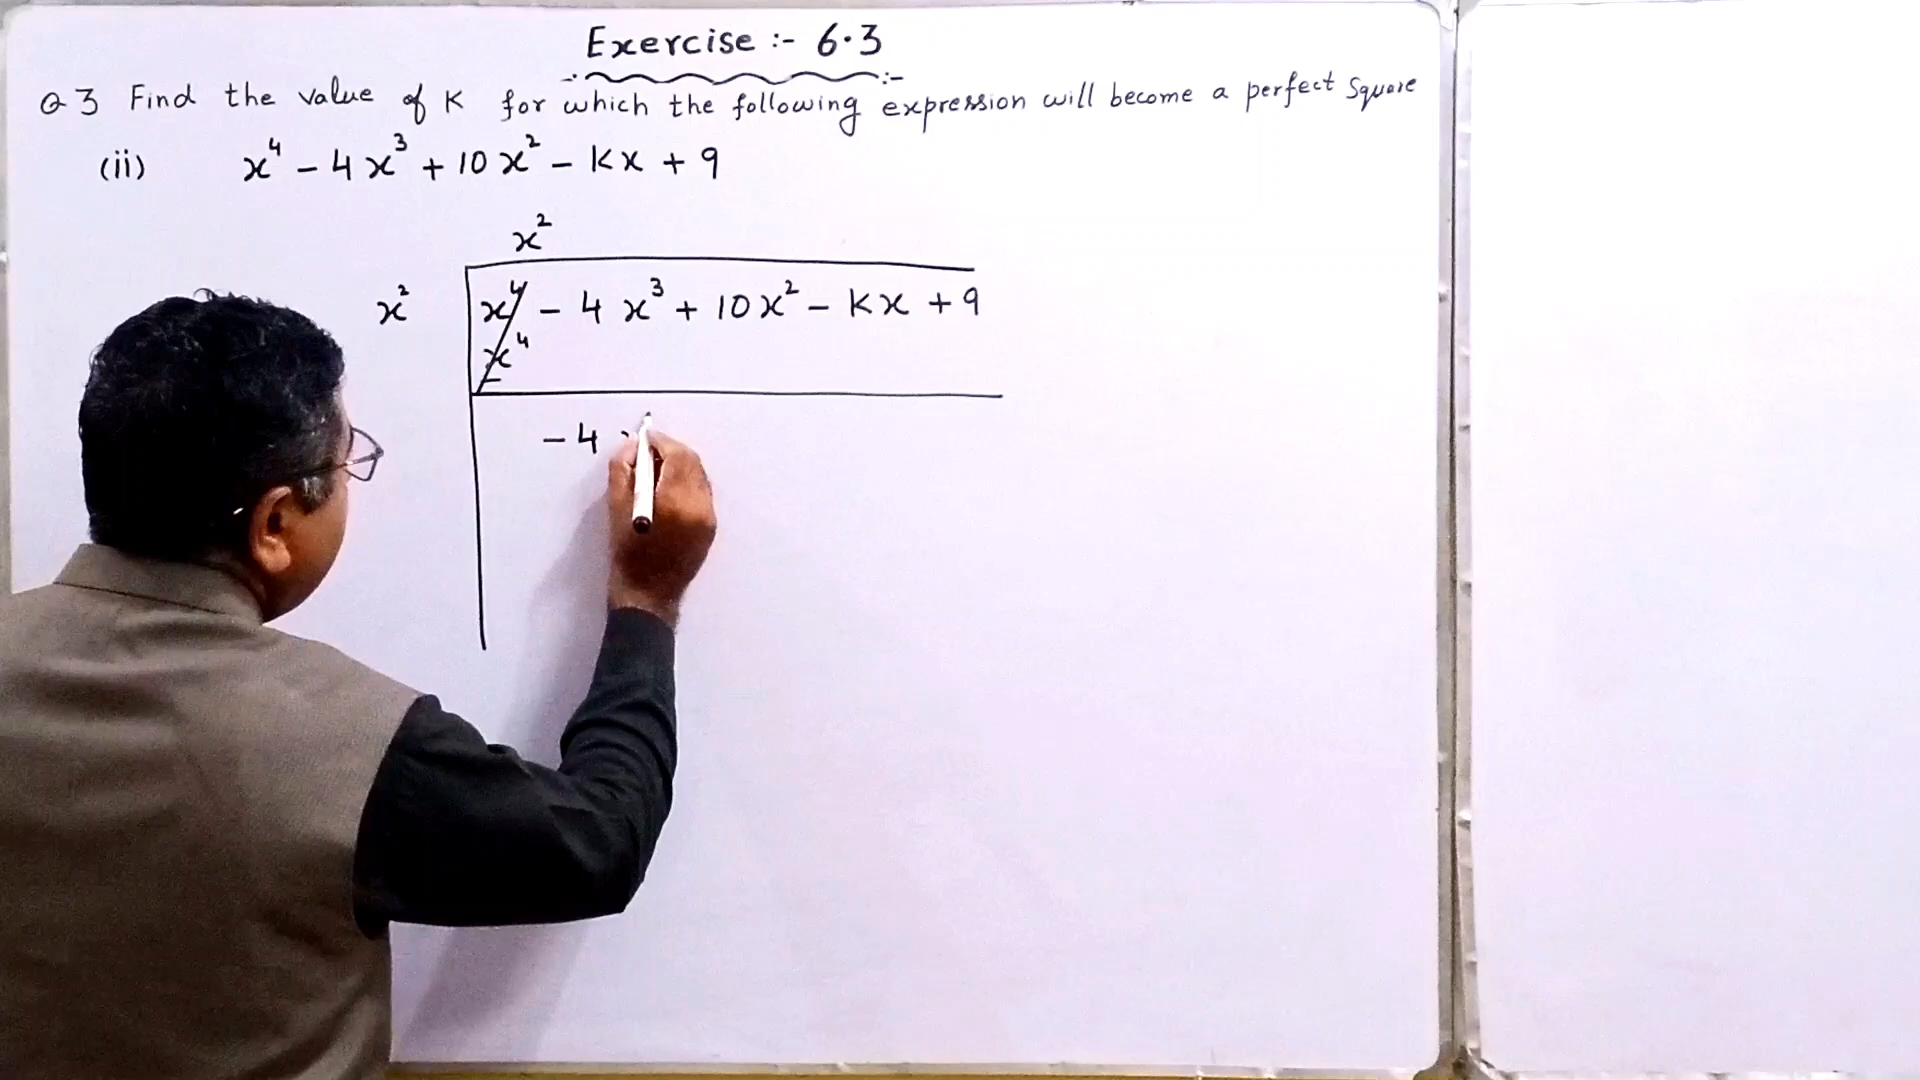 Exercise :- 6.3
Q 3 Find the value of K for which the following expression will become a perfect square
(ii) x⁴ - 4x³ + 10x² - Kx + 9
x²
x² x⁴ - 4x³ + 10x² - Kx + 9
x⁴
-
-4